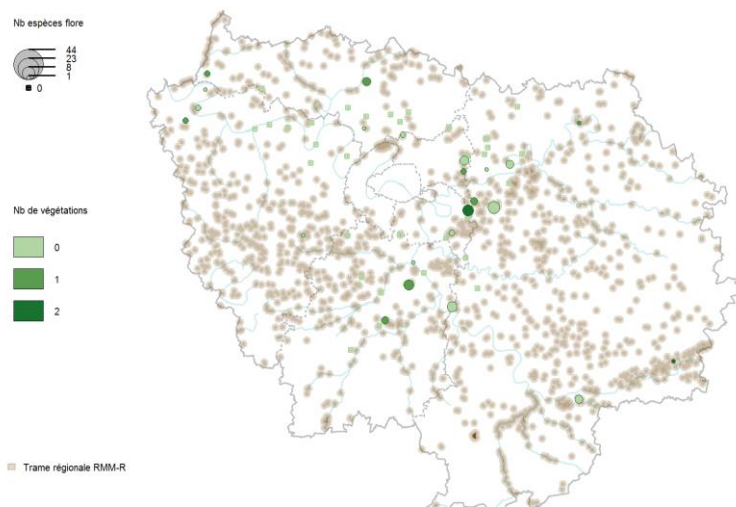 Nb espèces flore
44
23
8
1
0
Nb de végétations
0
1
2
Trame régionale RMM-R